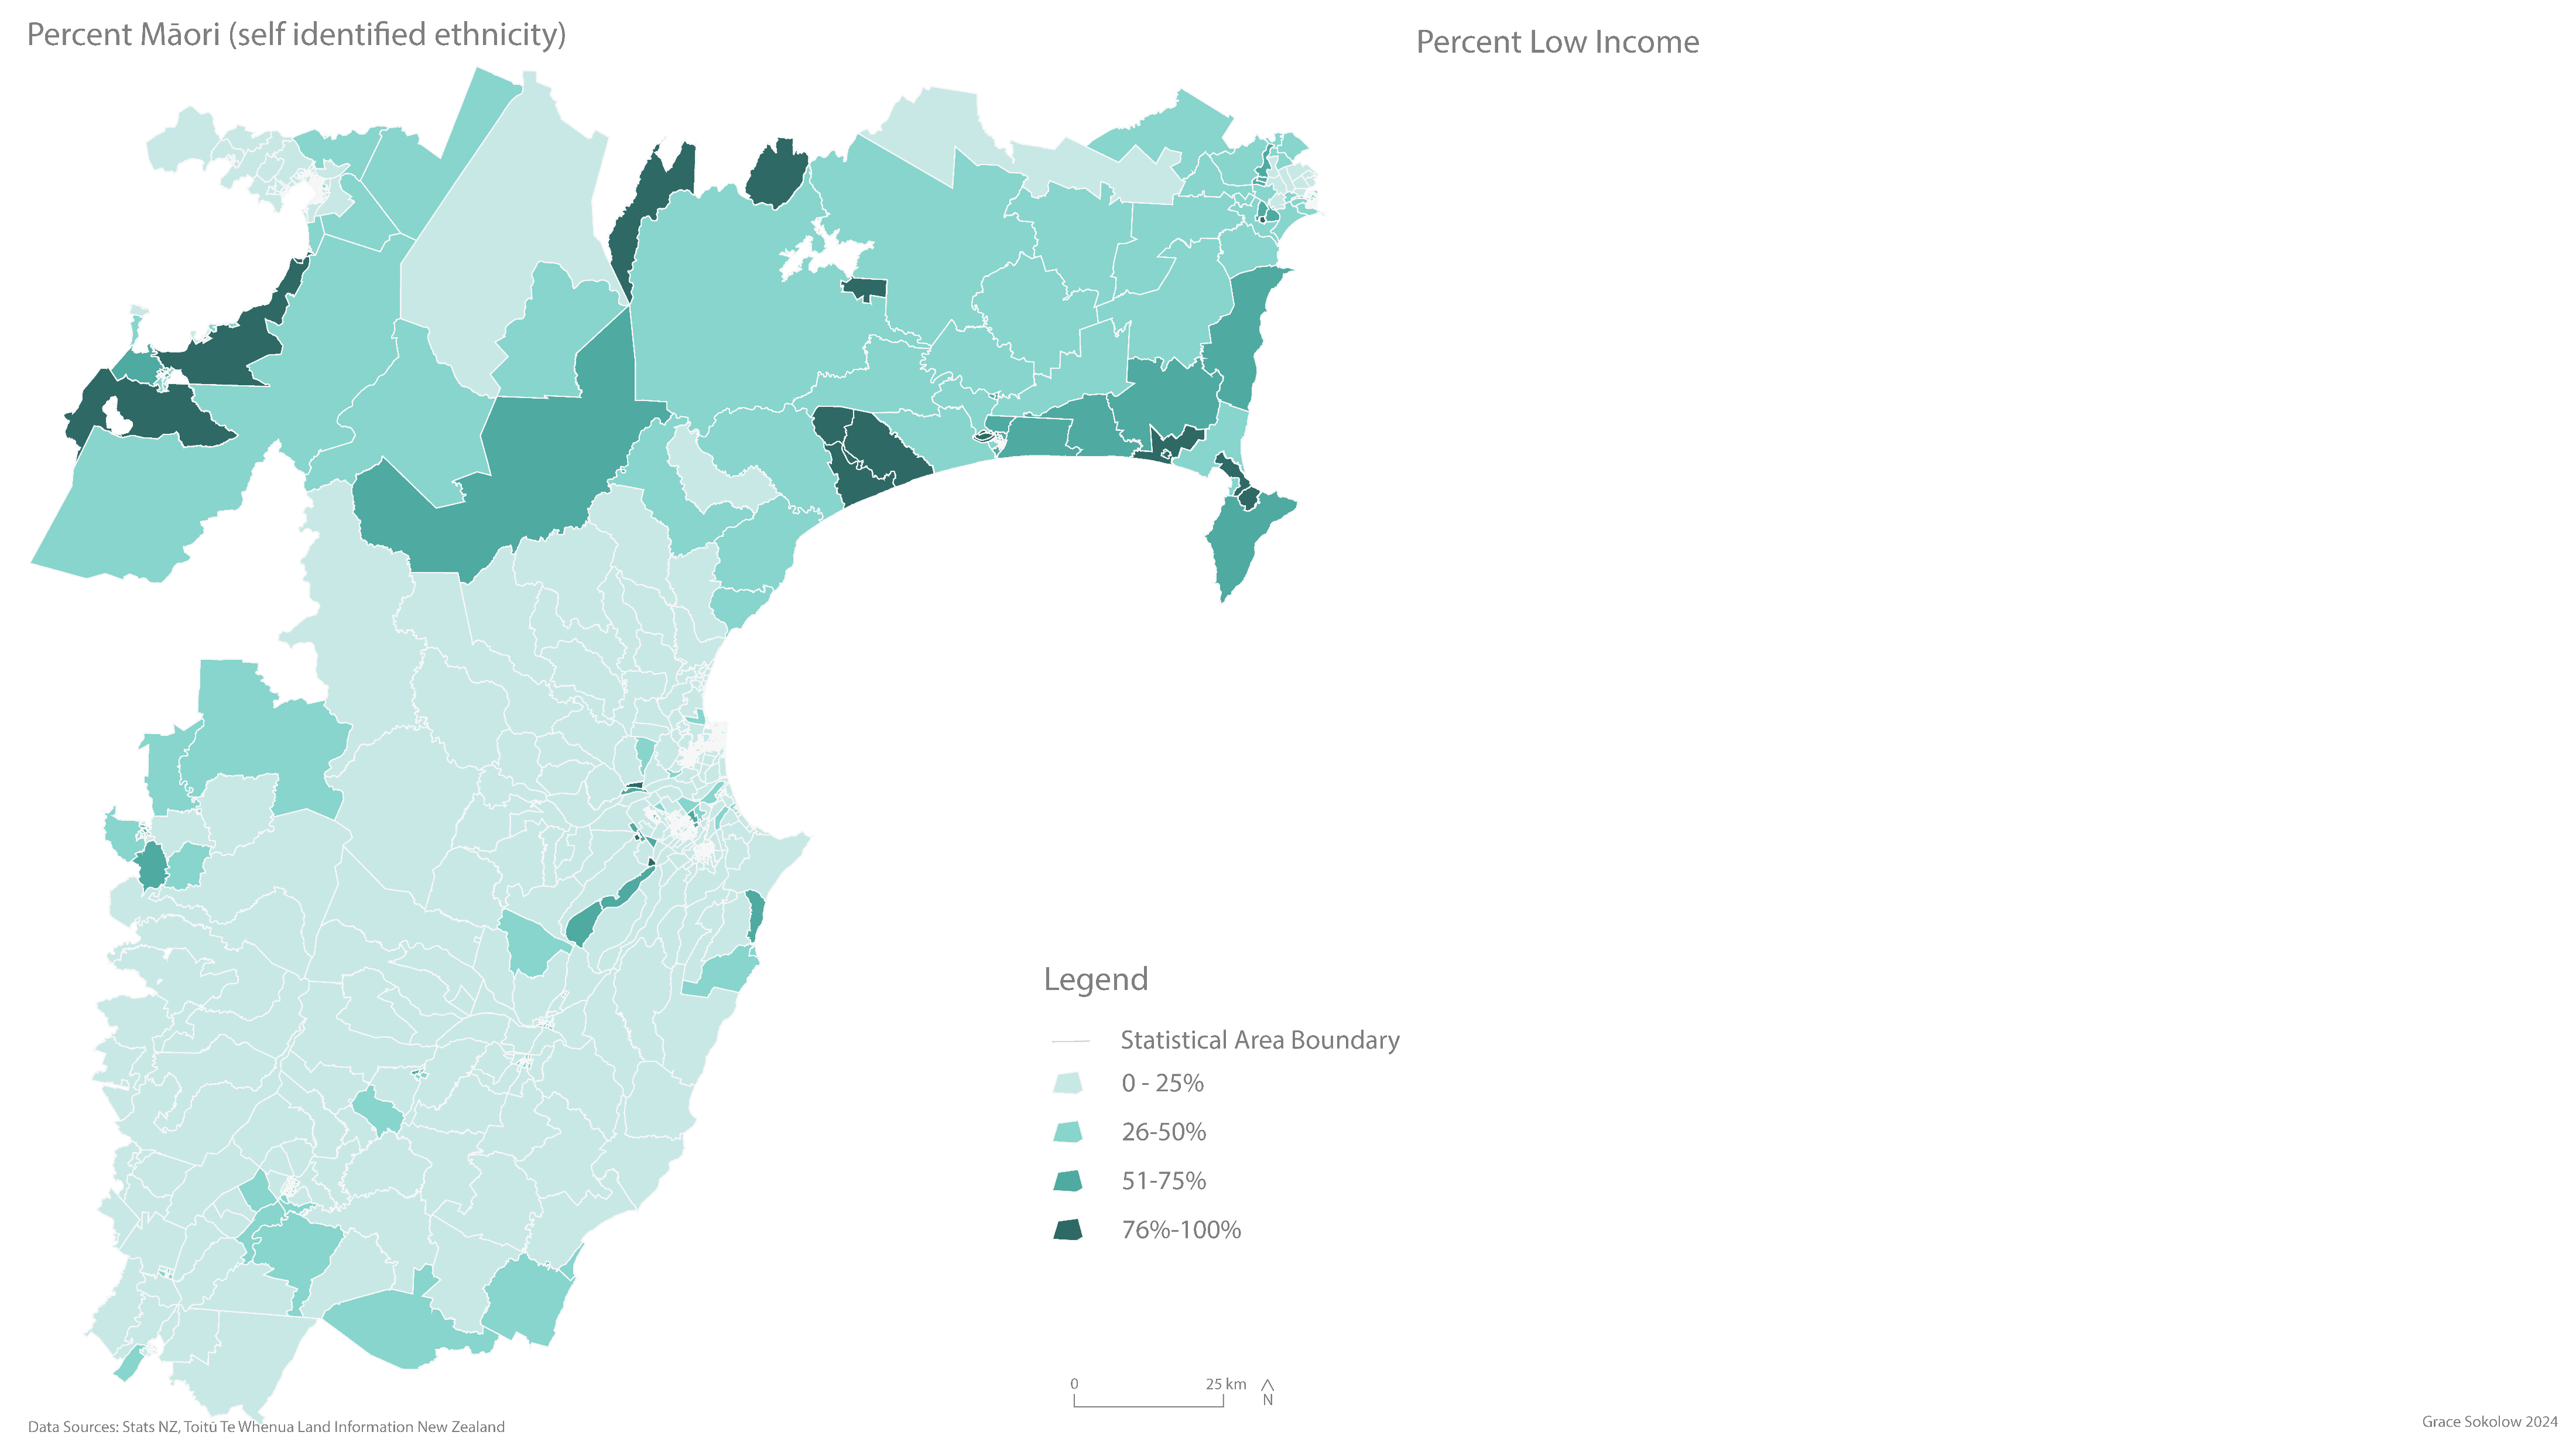 Percent Māori (self identified ethnicity)
Percent Low Income
Legend
Statistical Area Boundary
0 - 25%
26-50%
51-75%
76%-100%
0 25 km N
Data Sources: Stats NZ, Toitū Te Whenua Land Information New Zealand
Grace Sokolow 2024